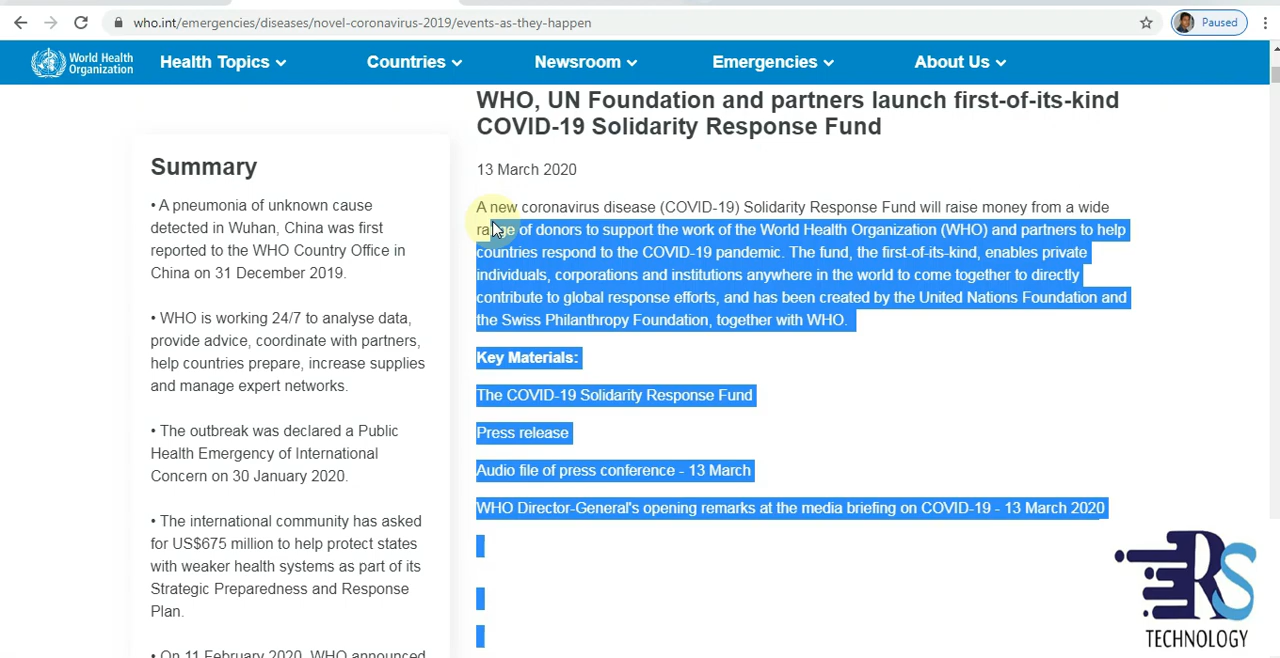 who.int/emergencies/diseases/novel-coronavirus-2019/events-as-they-happen
Paused
World Health
Organization
Health Topics
Countries
Newsroom
Emergencies
About Us
WHO, UN Foundation and partners launch first-of-its-kind
COVID-19 Solidarity Response Fund
13 March 2020
A new coronavirus disease (COVID-19) Solidarity Response Fund will raise money from a wide
range of donors to support the work of the World Health Organization (WHO) and partners to help
countries respond to the COVID-19 pandemic. The fund, the first-of-its-kind, enables private
individuals, corporations and institutions anywhere in the world to come together to directly
contribute to global response efforts, and has been created by the United Nations Foundation and
the Swiss Philanthropy Foundation, together with WHO.
Key Materials:
The COVID-19 Solidarity Response Fund
Press release
Audio file of press conference - 13 March
WHO Director-General's opening remarks at the media briefing on COVID-19 - 13 March 2020
Summary
• A pneumonia of unknown cause
detected in Wuhan, China was first
reported to the WHO Country Office in
China on 31 December 2019.
• WHO is working 24/7 to analyse data,
provide advice, coordinate with partners,
help countries prepare, increase supplies
and manage expert networks.
• The outbreak was declared a Public
Health Emergency of International
Concern on 30 January 2020.
• The international community has asked
for US$675 million to help protect states
with weaker health systems as part of its
Strategic Preparedness and Response
Plan.
• On 11 February 2020, WHO announced
RS
TECHNOLOGY